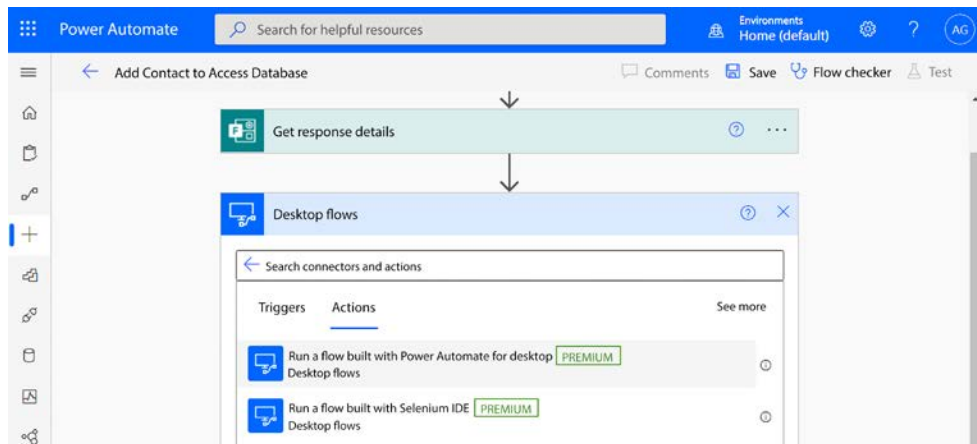 Power Automate
Search for helpful resources
Environments
Home (default)
?
AG
Add Contact to Access Database
Comments
Save
Flow checker
Test
F
Get response details
?
...
Desktop flows
?
Search connectors and actions
Triggers
Actions
See more
Run a flow built with Power Automate for desktop PREMIUM
Desktop flows
Run a flow built with Selenium IDE PREMIUM
Desktop flows